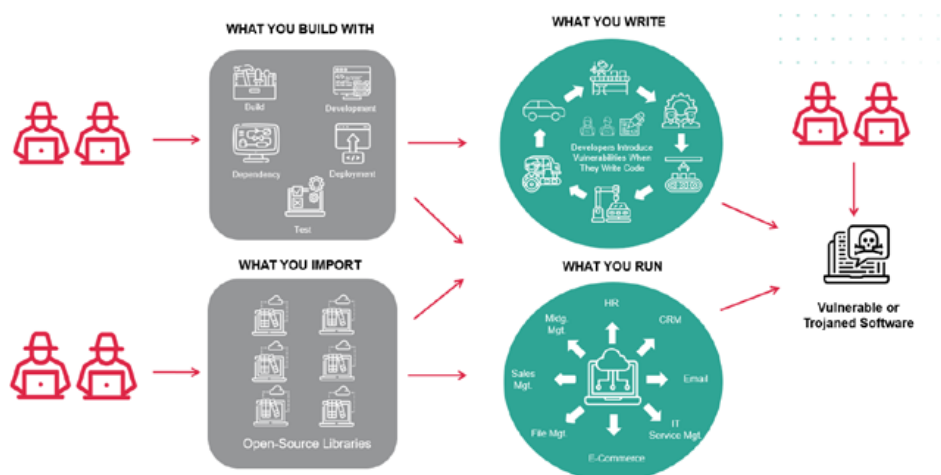 WHAT YOU BUILD WITH
Build
Development
Dependency
Deployment
Test
WHAT YOU WRITE
Developers Introduce
Vulnerabilities When
They Write Code
WHAT YOU IMPORT
Open-Source Libraries
WHAT YOU RUN
HR
CRM
Email
IT
Service Mgt.
E-Commerce
File Mgt.
Sales
Mgt.
Mktg.
Mgt.
Vulnerable or
Trojaned Software